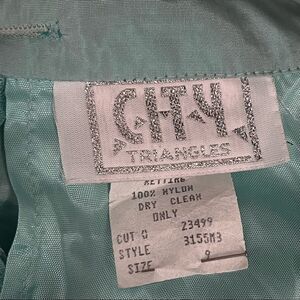 CITY
TRIANGLES
100% NYLON
DRY CLEAN
ONLY
CUT # 23499
STYLE 3155M3
SIZE 9